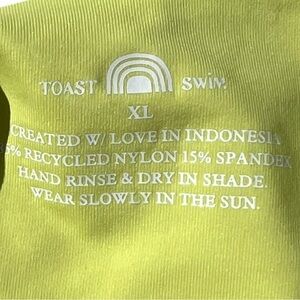 TOAST SWIM
XL
CREATED W/ LOVE IN INDONESIA
5% RECYCLED NYLON 15% SPANDEX
HAND RINSE & DRY IN SHADE.
WEAR SLOWLY IN THE SUN.